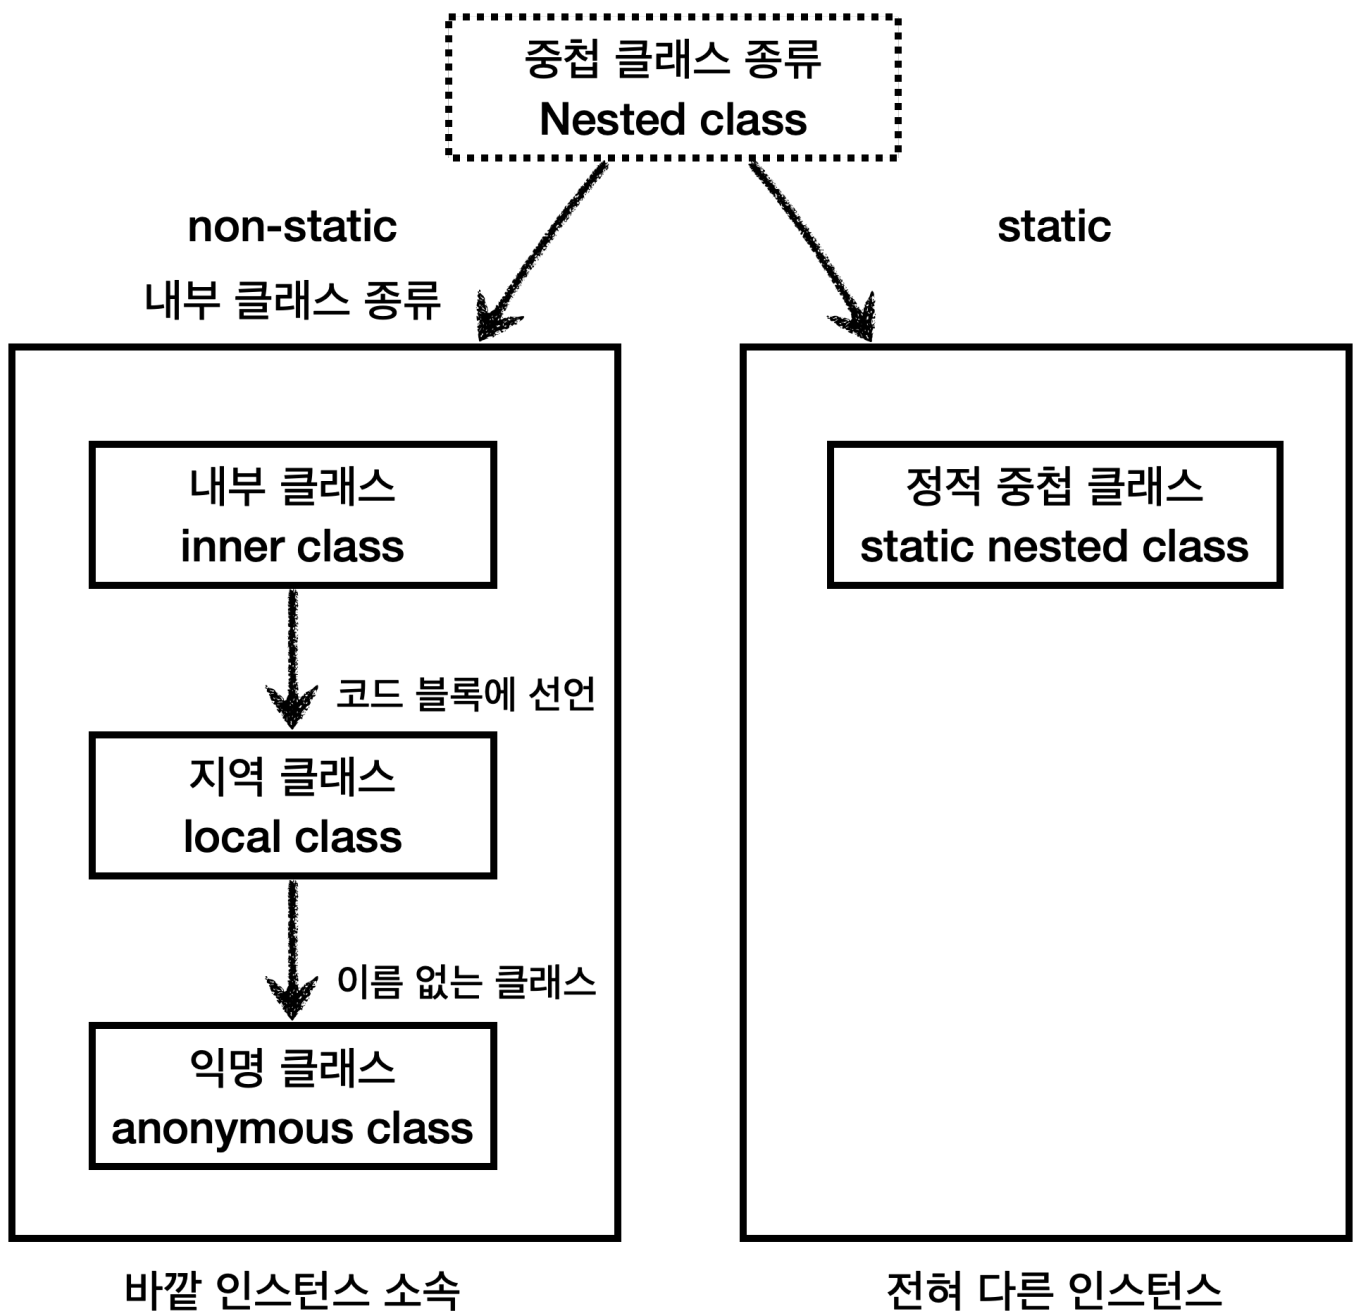 중첩 클래스 종류
Nested class
non-static
static
내부 클래스 종류
내부 클래스
inner class
정적 중첩 클래스
static nested class
코드 블록에 선언
지역 클래스
local class
이름 없는 클래스
익명 클래스
anonymous class
바깥 인스턴스 소속
전혀 다른 인스턴스